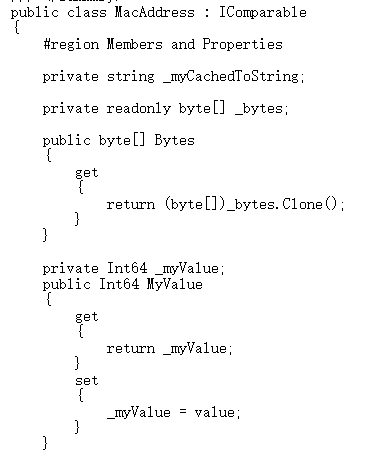 public class MacAddress : IComparable
{
#region Members and Properties
private string _myCachedToString;
private readonly byte[] _bytes;
public byte[] Bytes
{
get
{
return (byte[])_bytes.Clone();
}
}
private Int64 _myValue;
public Int64 MyValue
{
get
{
return _myValue;
}
set
{
_myValue = value;
}
}